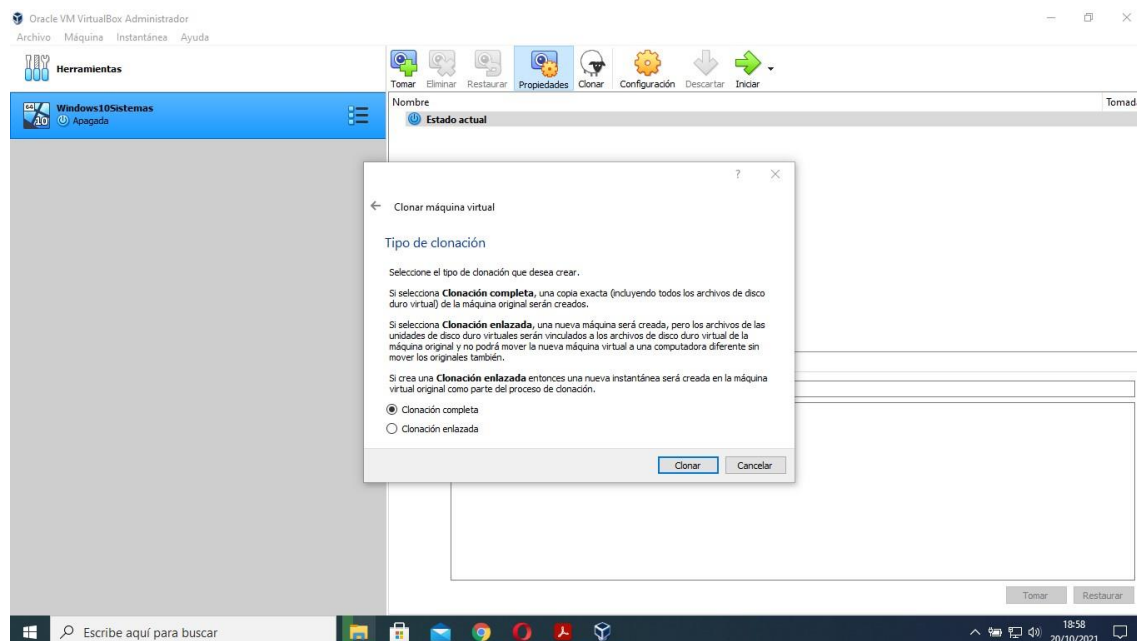 Oracle VM VirtualBox Administrador
Archivo Máquina Instantánea Ayuda
Herramientas
Tomar Eliminar Restaurar Propiedades Clonar Configuración Descartar Iniciar
64
10
Windows10Sistemas
Apagada
Nombre Tomad
Estado actual
?
Clonar máquina virtual
Tipo de clonación
Seleccione el tipo de clonación que desea crear.
Si selecciona Clonación completa, una copia exacta (incluyendo todos los archivos de disco
duro virtual) de la máquina original serán creados.
Si selecciona Clonación enlazada, una nueva máquina será creada, pero los archivos de las
unidades de disco duro virtuales serán vinculados a los archivos de disco duro virtual de la
máquina original y no podrá mover la nueva máquina virtual a una computadora diferente sin
mover los originales también.
Si crea una Clonación enlazada entonces una nueva instantánea será creada en la máquina
virtual original como parte del proceso de clonación.
Clonación completa
Clonación enlazada
Clonar Cancelar
Tomar Restaurar
Escribe aquí para buscar
18:58
20/10/2021